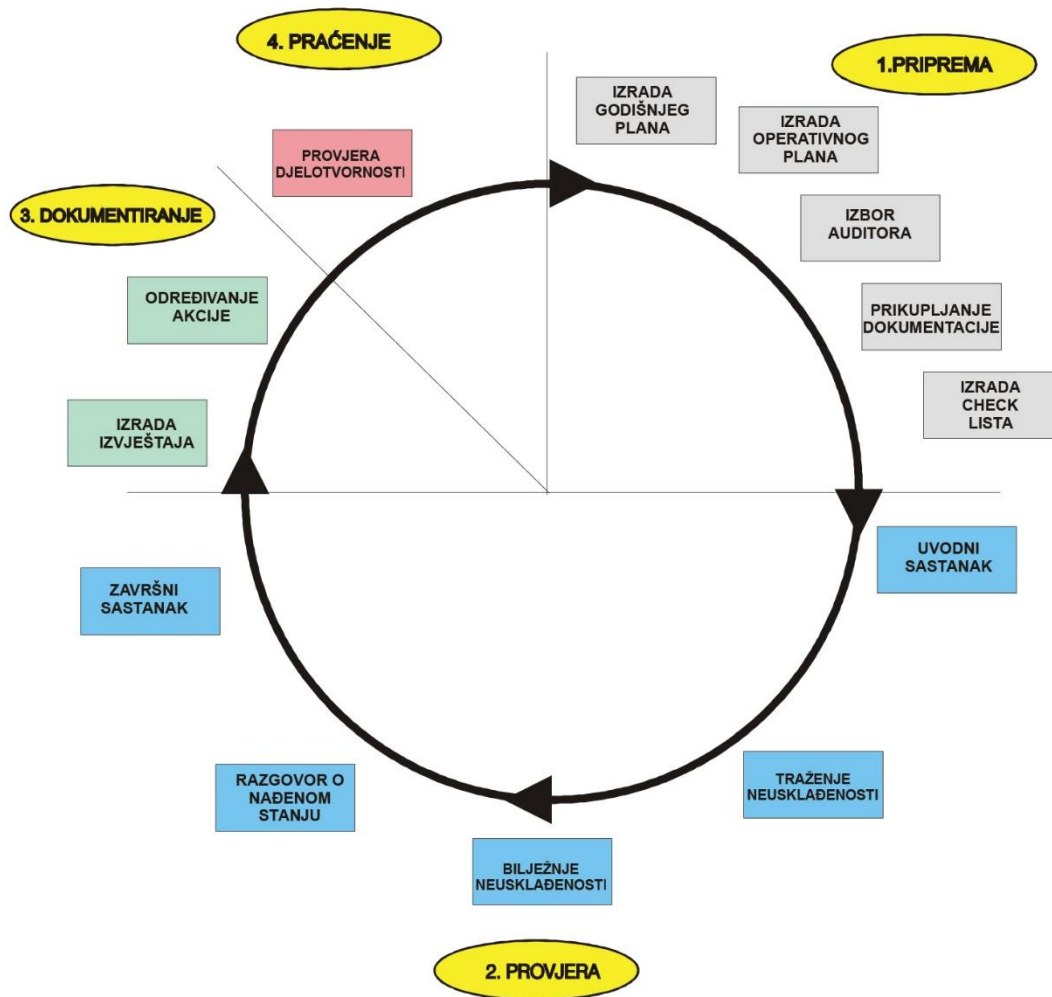 4. PRAĆENJE
1.PRIPREMA
IZRADA
GODIŠNJEG
PLANA
IZRADA
OPERATIVNOG
PLANA
IZBOR
AUDITORA
PRIKUPLJANJE
DOKUMENTACIJE
IZRADA
CHECK
LISTA
UVODNI
SASTANAK
TRAŽENJE
NEUSKLAĐENOSTI
BILJEŽNJE
NEUSKLAĐENOSTI
2. PROVJERA
RAZGOVOR O
NAĐENOM
STANJU
ZAVRŠNI
SASTANAK
IZRADA
IZVJEŠTAJA
ODREĐIVANJE
AKCIJE
3. DOKUMENTIRANJE
PROVJERA
DJELOTVORNOSTI